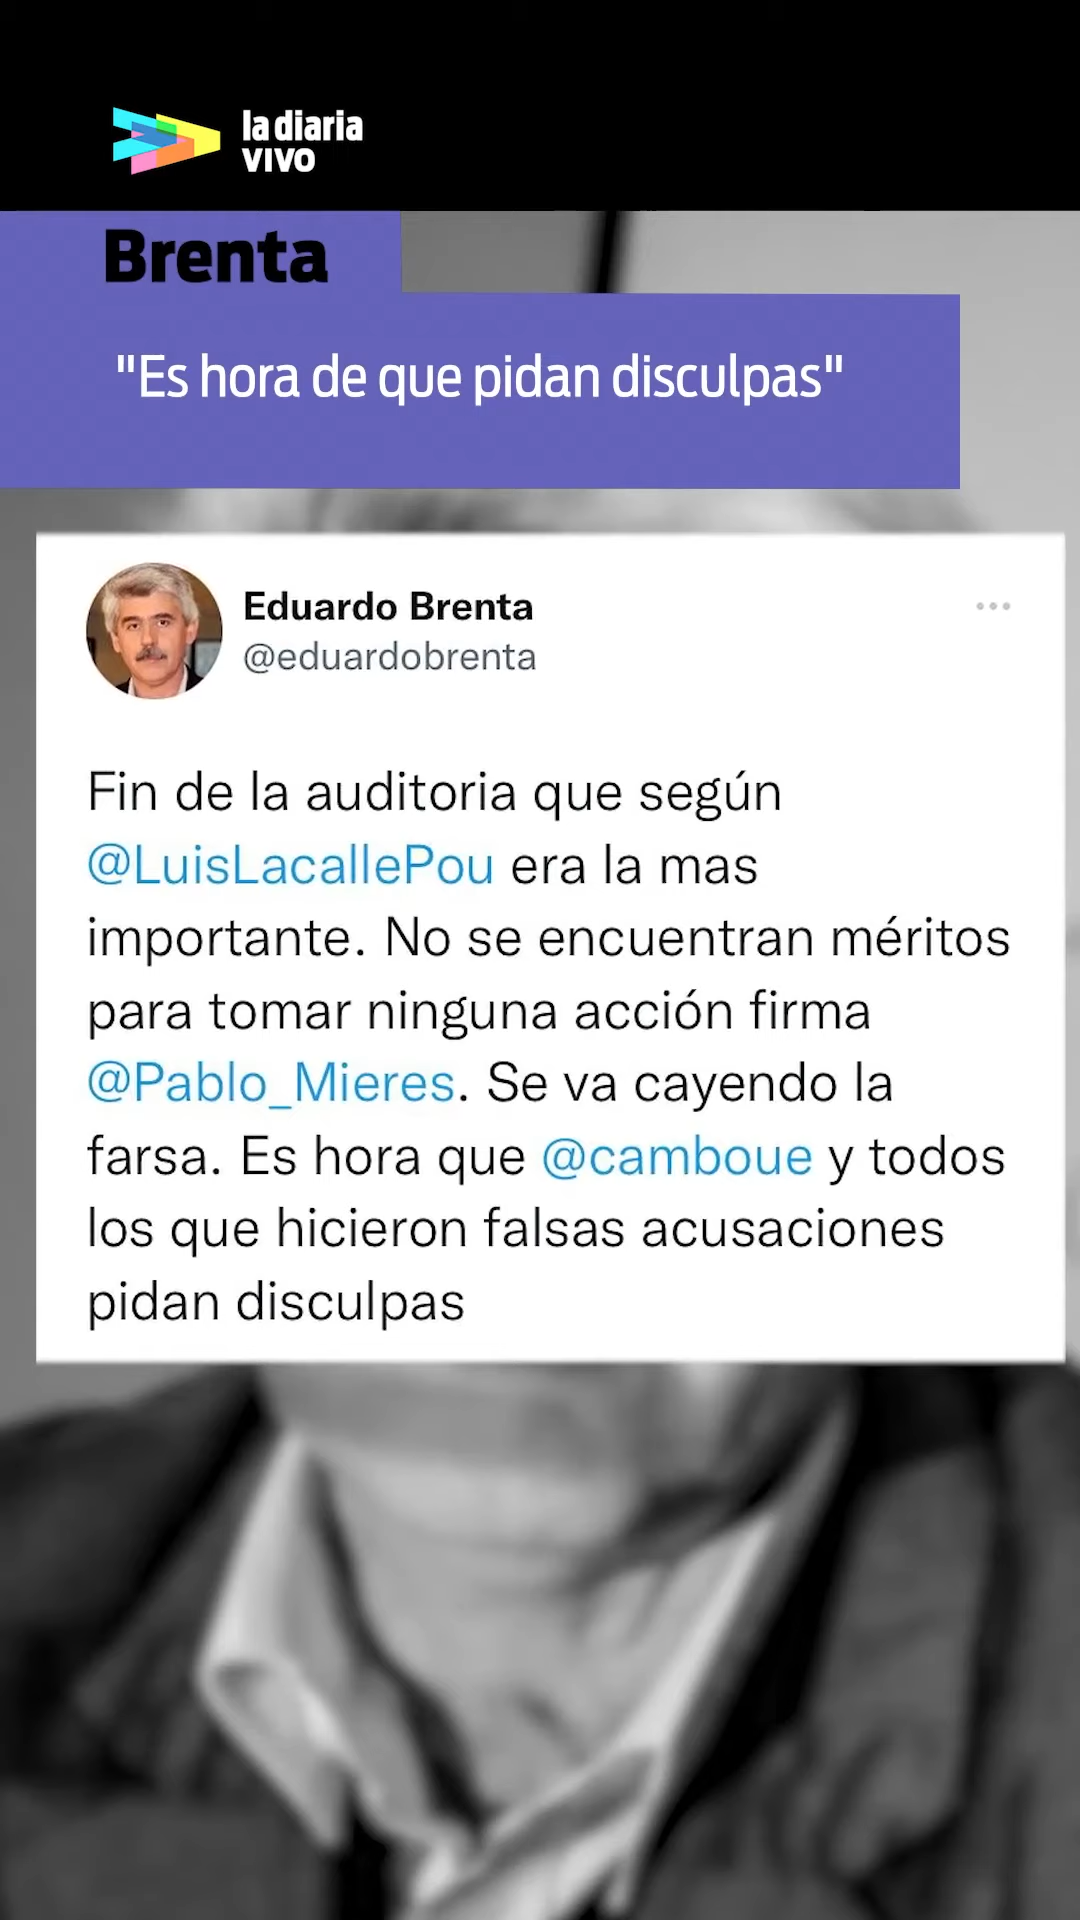 la diaria
VIVO
Brenta
"Es hora de que pidan disculpas"
Eduardo Brenta
@eduardobrenta
Fin de la auditoria que según
@LuisLacallePou era la mas
importante. No se encuentran méritos
para tomar ninguna acción firma
@Pablo_Mieres. Se va cayendo la
farsa. Es hora que @camboue y todos
los que hicieron falsas acusaciones
pidan disculpas